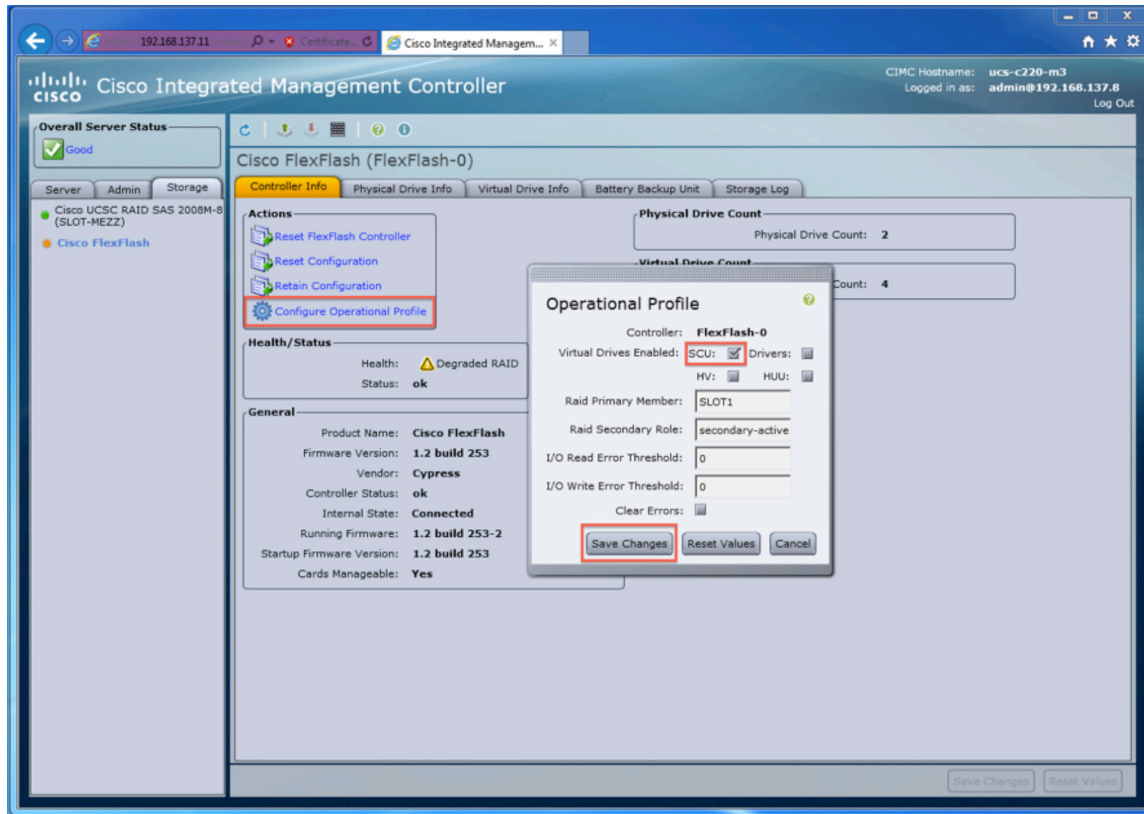 192.168.137.11
Certificate...
Cisco Integrated Managem...
CISCO
Cisco Integrated Management Controller
CIMC Hostname: ucs-c220-m3
Logged in as: admin@192.168.137.8
Log Out
Overall Server Status
Good
Server Admin Storage
Cisco UCSC RAID SAS 2008M-8
(SLOT-MEZZ)
Cisco FlexFlash
Cisco FlexFlash (FlexFlash-0)
Controller Info Physical Drive Info Virtual Drive Info Battery Backup Unit Storage Log
Actions
Reset FlexFlash Controller
Reset Configuration
Retain Configuration
Configure Operational Profile
Health/Status
Health: Degraded RAID
Status: ok
General
Product Name: Cisco FlexFlash
Firmware Version: 1.2 build 253
Vendor: Cypress
Controller Status: ok
Internal State: Connected
Running Firmware: 1.2 build 253-2
Startup Firmware Version: 1.2 build 253
Cards Manageable: Yes
Physical Drive Count
Physical Drive Count: 2
Virtual Drive Count
Count: 4
Operational Profile
Controller: FlexFlash-0
Virtual Drives Enabled: SCU: Drivers:
HV: HUU:
Raid Primary Member: SLOT1
Raid Secondary Role: secondary-active
I/O Read Error Threshold: 0
I/O Write Error Threshold: 0
Clear Errors:
Save Changes Reset Values Cancel
Save Changes Reset Values